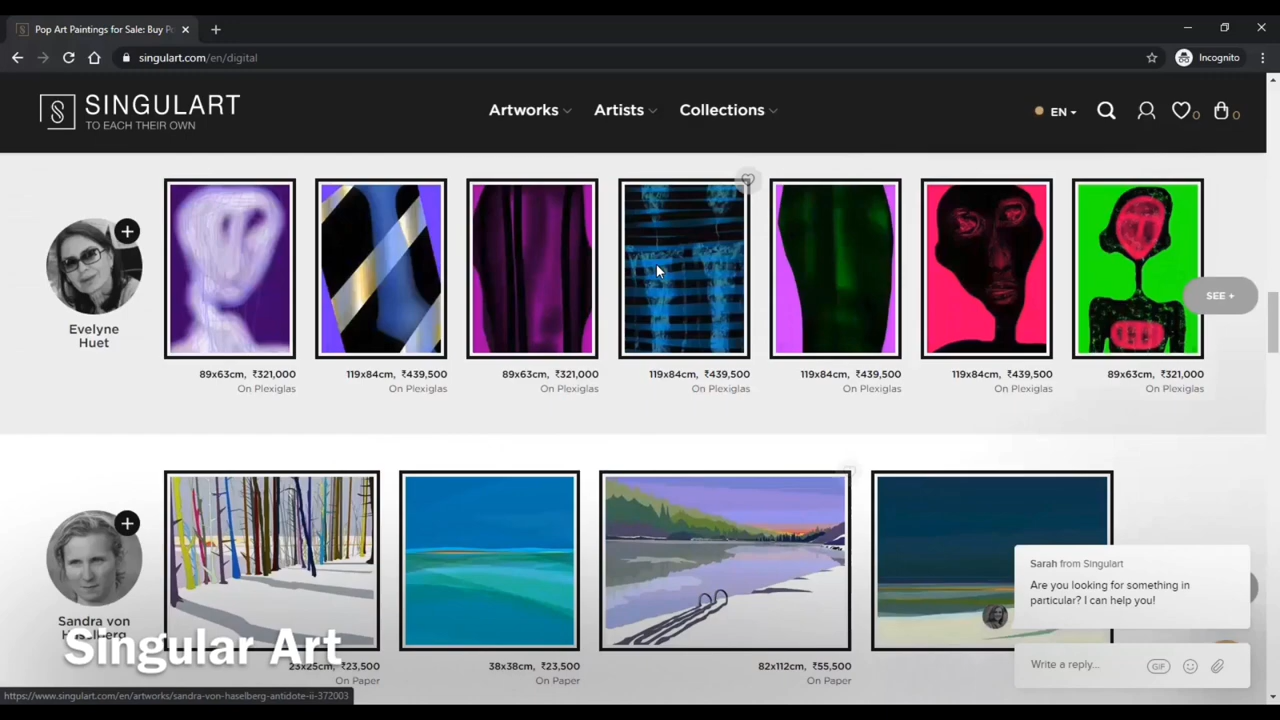 Pop Art Paintings for Sale: Buy P
singulart.com/en/digital
Incognito
SINGULART
TO EACH THEIR OWN
Artworks
Artists
Collections
EN
0
0
Evelyne
Huet
SEE +
89x63cm, ₹321,000
On Plexiglas
119x84cm, ₹439,500
On Plexiglas
89x63cm, ₹321,000
On Plexiglas
119x84cm, ₹439,500
On Plexiglas
119x84cm, ₹439,500
On Plexiglas
119x84cm, ₹439,500
On Plexiglas
89x63cm, ₹321,000
On Plexiglas
Sandra von
Haselberg
Singular Art
23x25cm, ₹23,500
On Paper
38x38cm, ₹23,500
On Paper
82x112cm, ₹55,500
On Paper
Sarah from Singulart
Are you looking for something in
particular? I can help you!
Write a reply...
GIF
https://www.singulart.com/en/artworks/sandra-von-haselberg-antidote-ii-372003